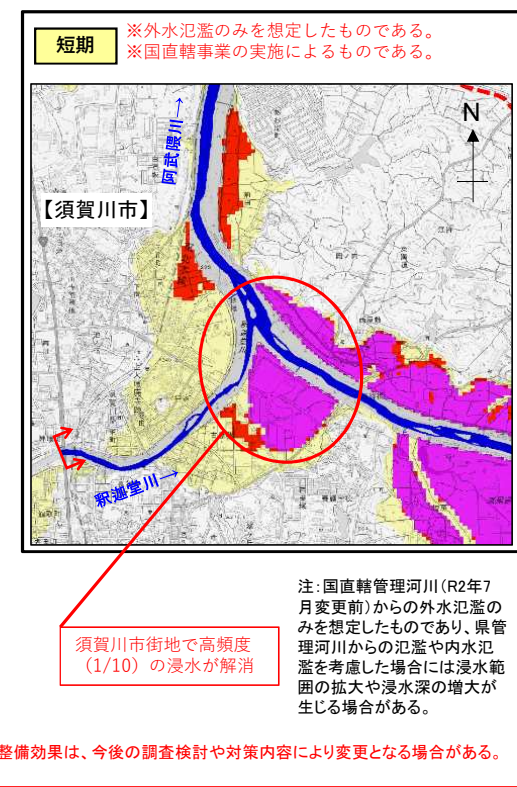 短期
※外水氾濫のみを想定したものである。
※国直轄事業の実施によるものである。
N
阿武隈川→
【須賀川市】
釈迦堂川→
須賀川市街地で高頻度
（1/10）の浸水が解消
注：国直轄管理河川（R2年7
月変更前）からの外水氾濫の
みを想定したものであり、県管
理河川からの氾濫や内水氾
濫を考慮した場合には浸水範
囲の拡大や浸水深の増大が
生じる場合がある。
整備効果は、今後の調査検討や対策内容により変更となる場合がある。